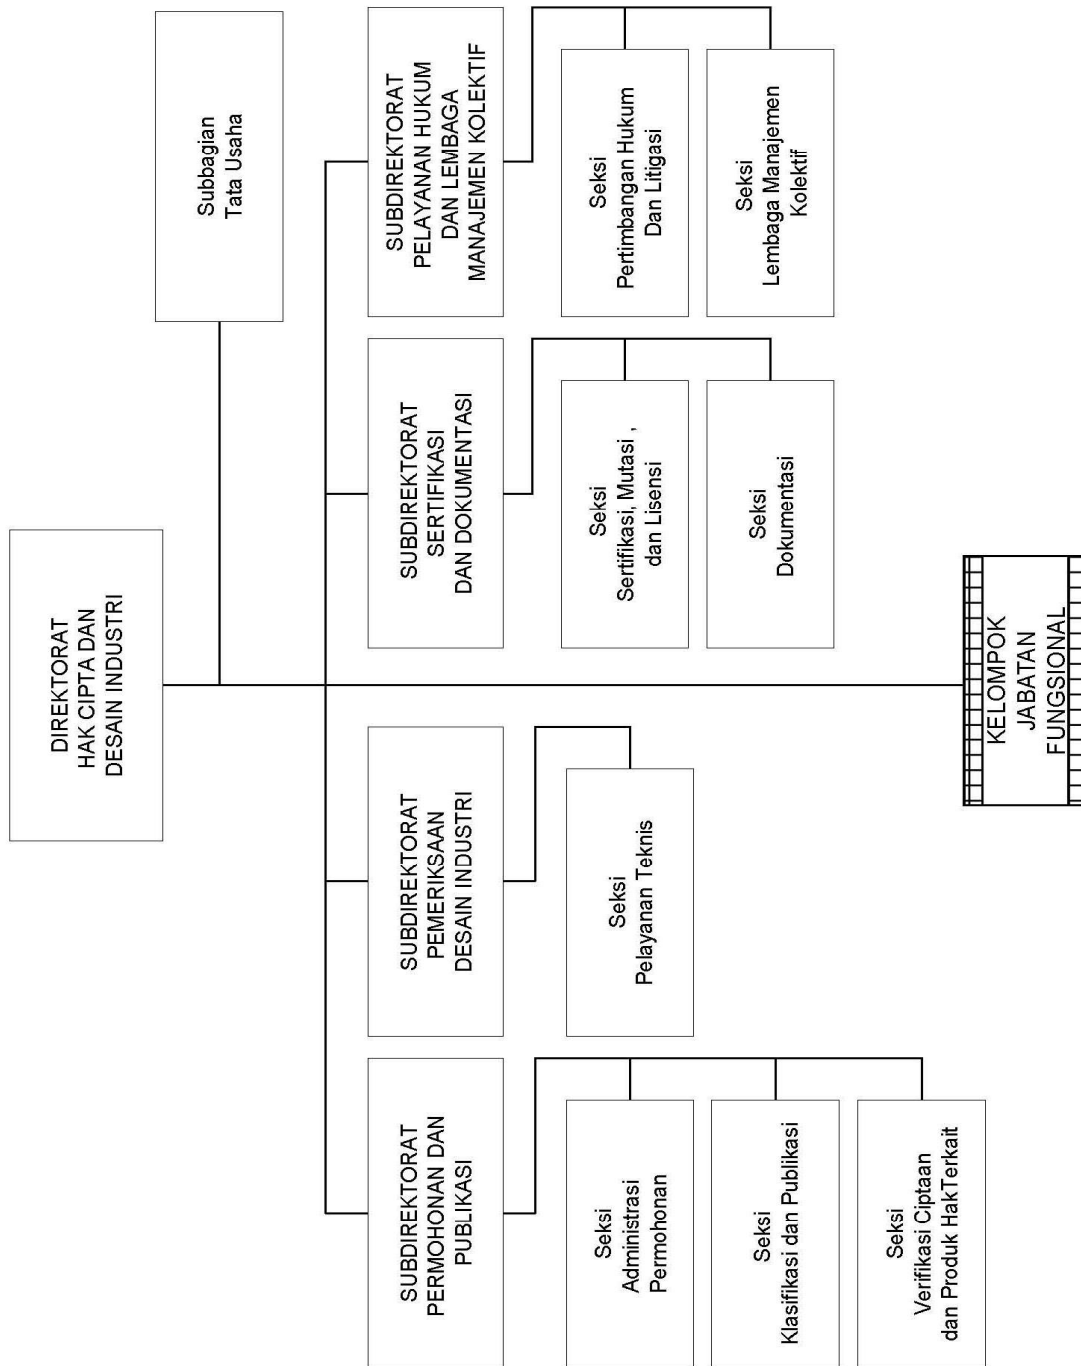 DIREKTORAT
HAK CIPTA DAN
DESAIN INDUSTRI
Subbagian
Tata Usaha
SUBDIREKTORAT
PERMOHONAN DAN
PUBLIKASI
SUBDIREKTORAT
PEMERIKSAAN
DESAIN INDUSTRI
SUBDIREKTORAT
SERTIFIKASI
DAN DOKUMENTASI
SUBDIREKTORAT
PELAYANAN HUKUM
DAN LEMBAGA
MANAJEMEN KOLEKTIF
Seksi
Administrasi
Permohonan
Seksi
Pelayanan Teknis
Seksi
Sertifikasi, Mutasi ,
dan Lisensi
Seksi
Pertimbangan Hukum
Dan Litigasi
Seksi
Klasifikasi dan Publikasi
Seksi
Dokumentasi
Seksi
Lembaga Manajemen
Kolektif
Seksi
Verifikasi Ciptaan
dan Produk HakTerkait
KELOMPOK
JABATAN
FUNGSIONAL